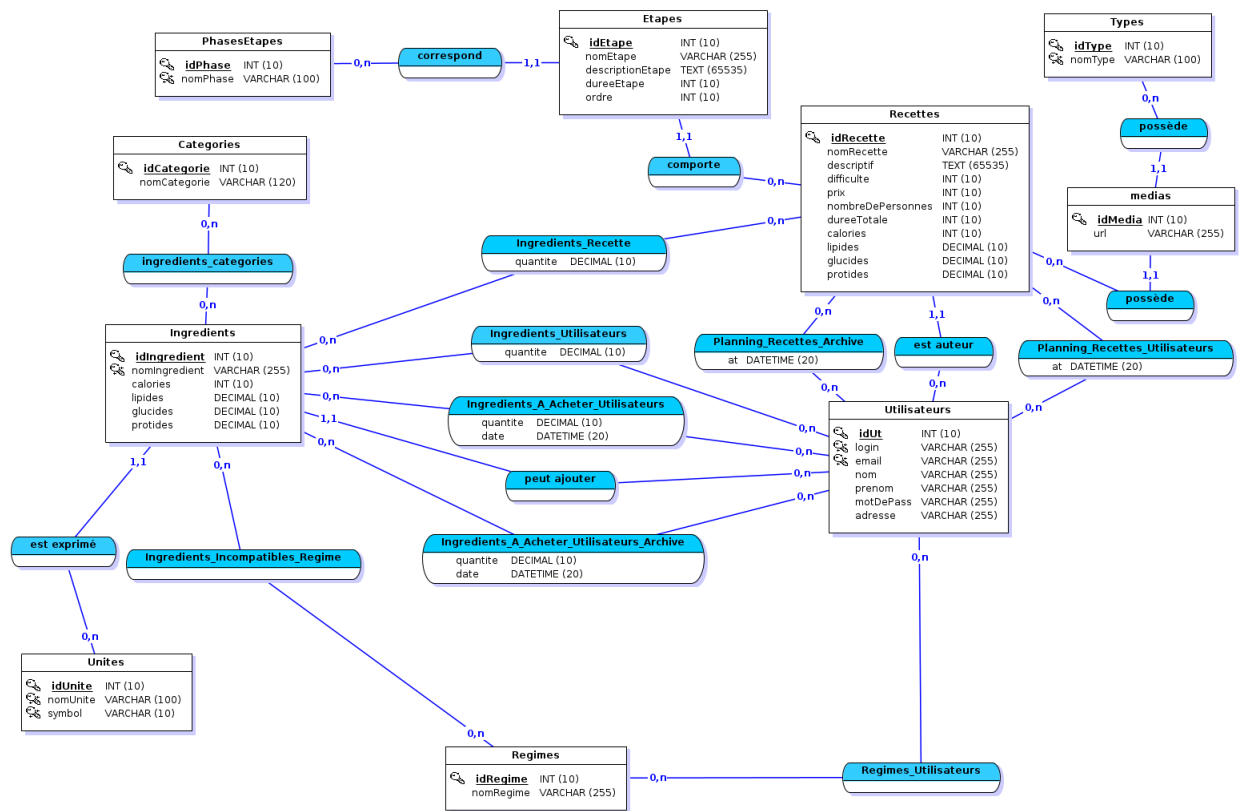 PhasesEtapes
idPhase INT (10)
nomPhase VARCHAR (100)
0,n
correspond
1,1
Etapes
idEtape INT (10)
nomEtape VARCHAR (255)
descriptionEtape TEXT (65535)
dureeEtape INT (10)
ordre INT (10)
Types
idType INT (10)
nomType VARCHAR (100)
0,n
possède
1,1
medias
idMedia INT (10)
url VARCHAR (255)
1,1
possède
0,n
1,1
comporte
0,n
Recettes
idRecette INT (10)
nomRecette VARCHAR (255)
descriptif TEXT (65535)
difficulte INT (10)
prix INT (10)
nombreDePersonnes INT (10)
dureeTotale INT (10)
calories INT (10)
lipides DECIMAL (10)
glucides DECIMAL (10)
protides DECIMAL (10)
Categories
idCategorie INT (10)
nomCategorie VARCHAR (120)
0,n
ingredients_categories
0,n
0,n
Ingredients_Recette
quantite DECIMAL (10)
0,n
Ingredients
idIngredient INT (10)
nomIngredient VARCHAR (255)
calories INT (10)
lipides DECIMAL (10)
glucides DECIMAL (10)
protides DECIMAL (10)
0,n
Ingredients_Utilisateurs
quantite DECIMAL (10)
0,n
0,n
Planning_Recettes_Archive
at DATETIME (20)
0,n
1,1
est auteur
0,n
0,n
Planning_Recettes_Utilisateurs
at DATETIME (20)
0,n
0,n
Ingredients_A_Acheter_Utilisateurs
quantite DECIMAL (10)
date DATETIME (20)
0,n
Utilisateurs
idUt INT (10)
login VARCHAR (255)
email VARCHAR (255)
nom VARCHAR (255)
prenom VARCHAR (255)
motDePass VARCHAR (255)
adresse VARCHAR (255)
1,1
peut ajouter
0,n
0,n
Ingredients_A_Acheter_Utilisateurs_Archive
quantite DECIMAL (10)
date DATETIME (20)
0,n
1,1
est exprimé
0,n
0,n
Ingredients_Incompatibles_Regime
0,n
Unites
idUnite INT (10)
nomUnite VARCHAR (100)
symbol VARCHAR (10)
Regimes
idRegime INT (10)
nomRegime VARCHAR (255)
0,n
Regimes_Utilisateurs
0,n